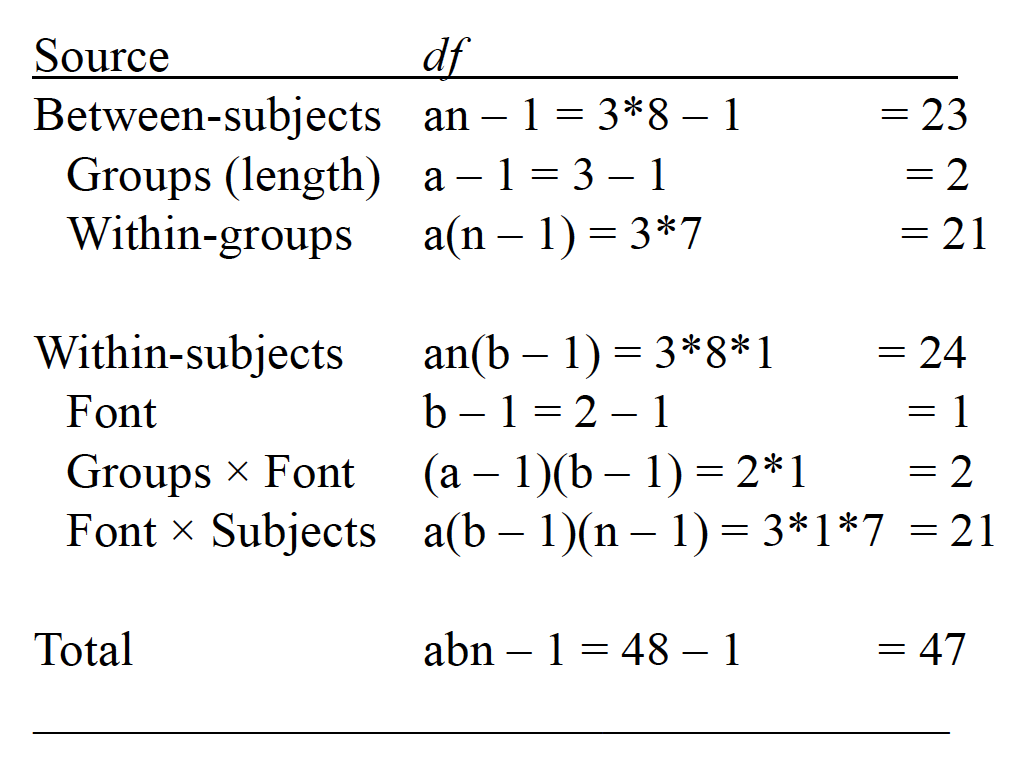 Source df
Between-subjects an – 1 = 3*8 – 1 = 23
Groups (length) a – 1 = 3 – 1 = 2
Within-groups a(n – 1) = 3*7 = 21
Within-subjects an(b – 1) = 3*8*1 = 24
Font b – 1 = 2 – 1 = 1
Groups × Font (a – 1)(b – 1) = 2*1 = 2
Font × Subjects a(b – 1)(n – 1) = 3*1*7 = 21
Total abn – 1 = 48 – 1 = 47